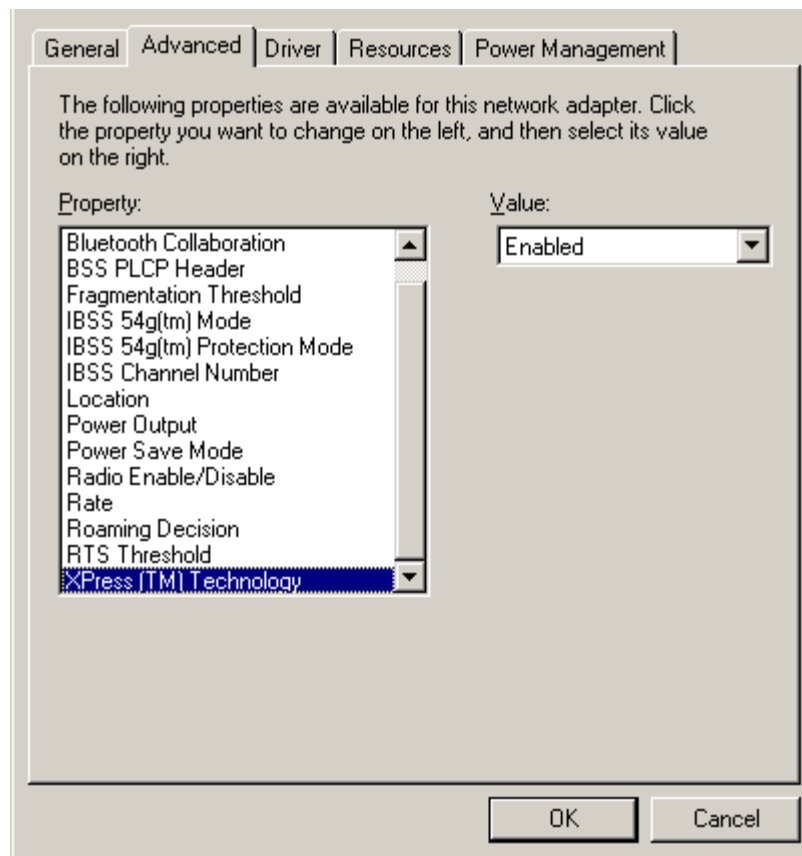 General Advanced Driver Resources Power Management
The following properties are available for this network adapter. Click
the property you want to change on the left, and then select its value
on the right.
Property:
Bluetooth Collaboration
BSS PLCP Header
Fragmentation Threshold
IBSS 54g(tm) Mode
IBSS 54g(tm) Protection Mode
IBSS Channel Number
Location
Power Output
Power Save Mode
Radio Enable/Disable
Rate
Roaming Decision
RTS Threshold
XPress (TM) Technology
Value:
Enabled
OK Cancel